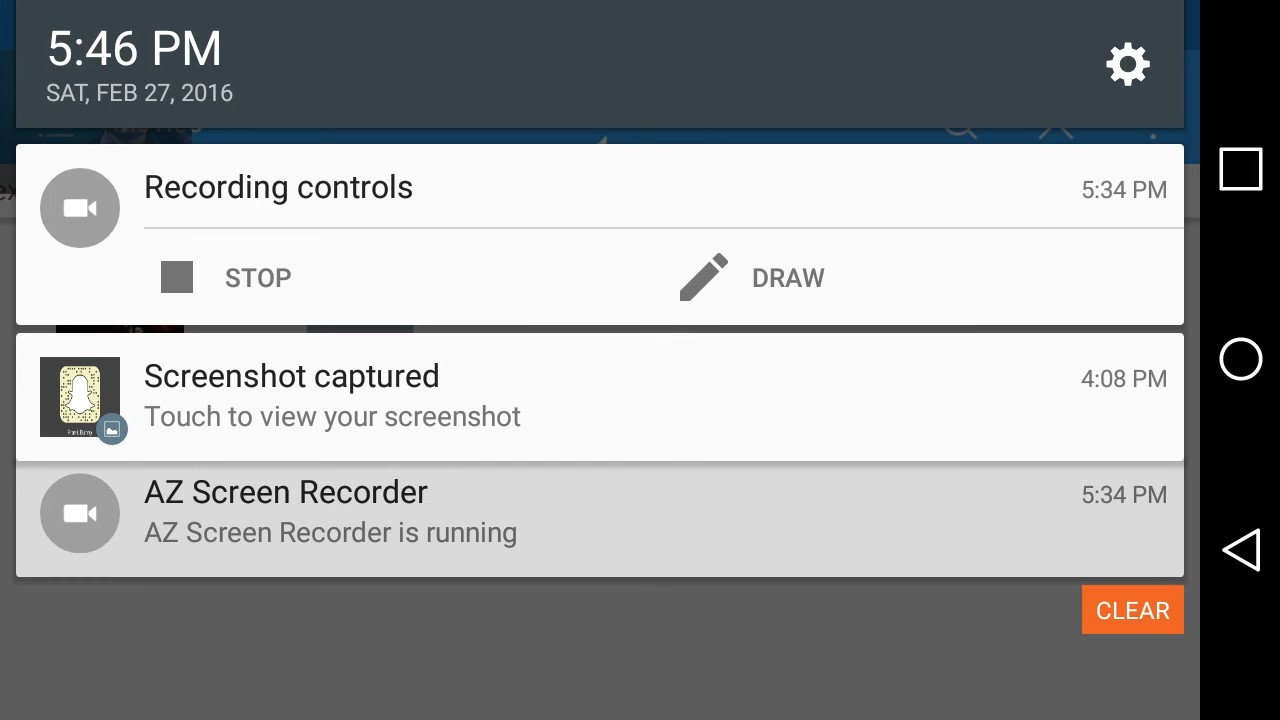 5:46 PM
SAT, FEB 27, 2016
Recording controls
5:34 PM
STOP
DRAW
Screenshot captured
4:08 PM
Touch to view your screenshot
AZ Screen Recorder
5:34 PM
AZ Screen Recorder is running
CLEAR